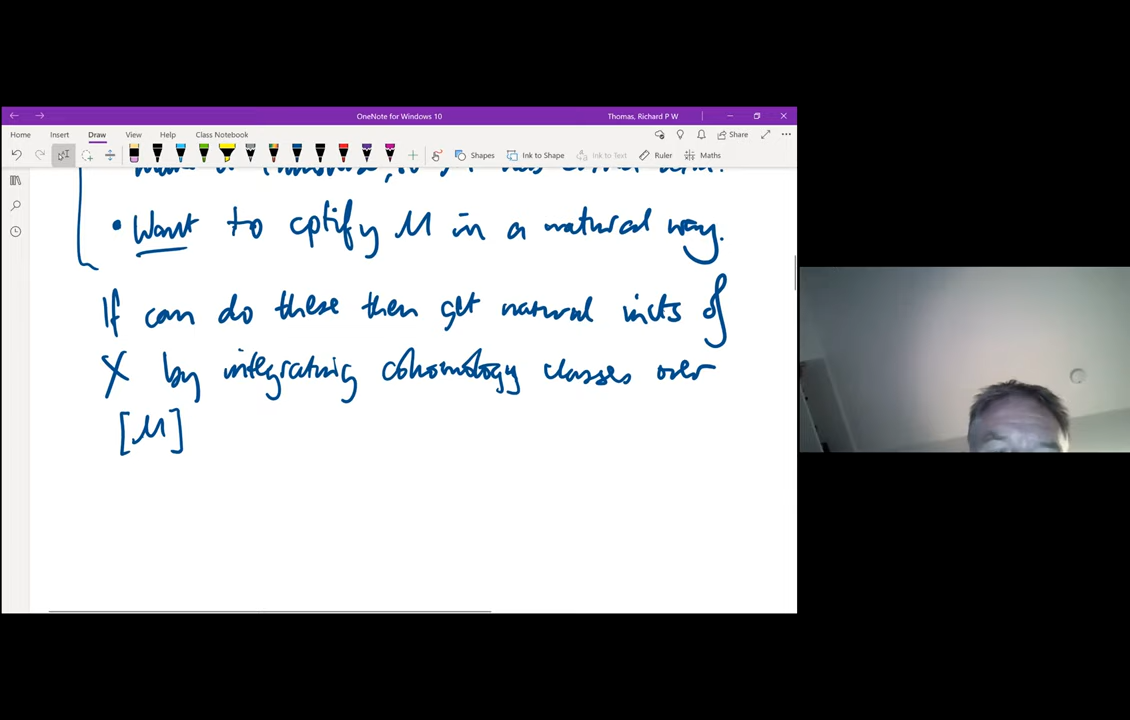 OneNote for Windows 10
Thomas, Richard P W
Home Insert Draw View Help Class Notebook Share
Shapes Ink to Shape Ink to Text Ruler Maths
• Want to cptify M in a natural way.
If can do these then get natural incts of
X by integrating cohomology classes over
[M]